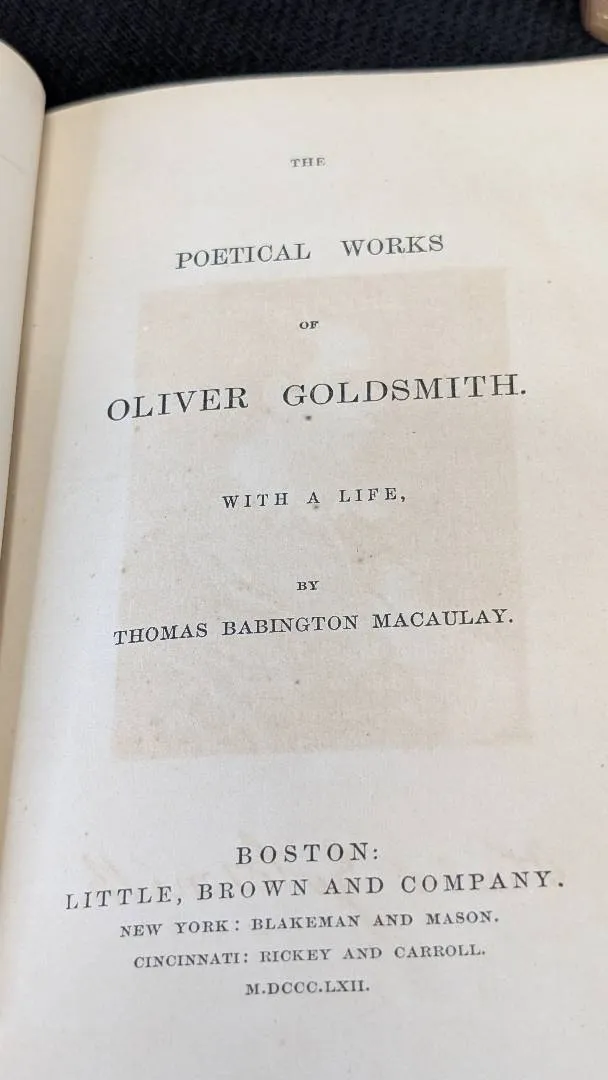 THE
POETICAL WORKS
OF
OLIVER GOLDSMITH.
WITH A LIFE,
BY
THOMAS BABINGTON MACAULAY.
BOSTON:
LITTLE, BROWN AND COMPANY.
NEW YORK: BLAKEMAN AND MASON.
CINCINNATI: RICKEY AND CARROLL.
M.DCCC.LXII.